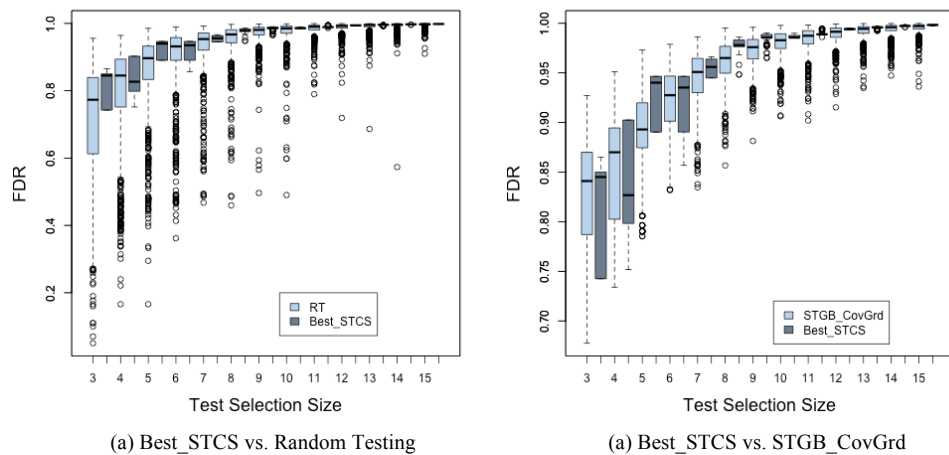 1.0
0.8
0.6
0.4
0.2
FDR
RT
Best_STCS
3 4 5 6 7 8 9 10 11 12 13 14 15
Test Selection Size
(a) Best_STCS vs. Random Testing
1.00
0.95
0.90
0.85
0.80
0.75
0.70
FDR
STGB_CovGrd
Best_STCS
3 4 5 6 7 8 9 10 11 12 13 14 15
Test Selection Size
(a) Best_STCS vs. STGB_CovGrd